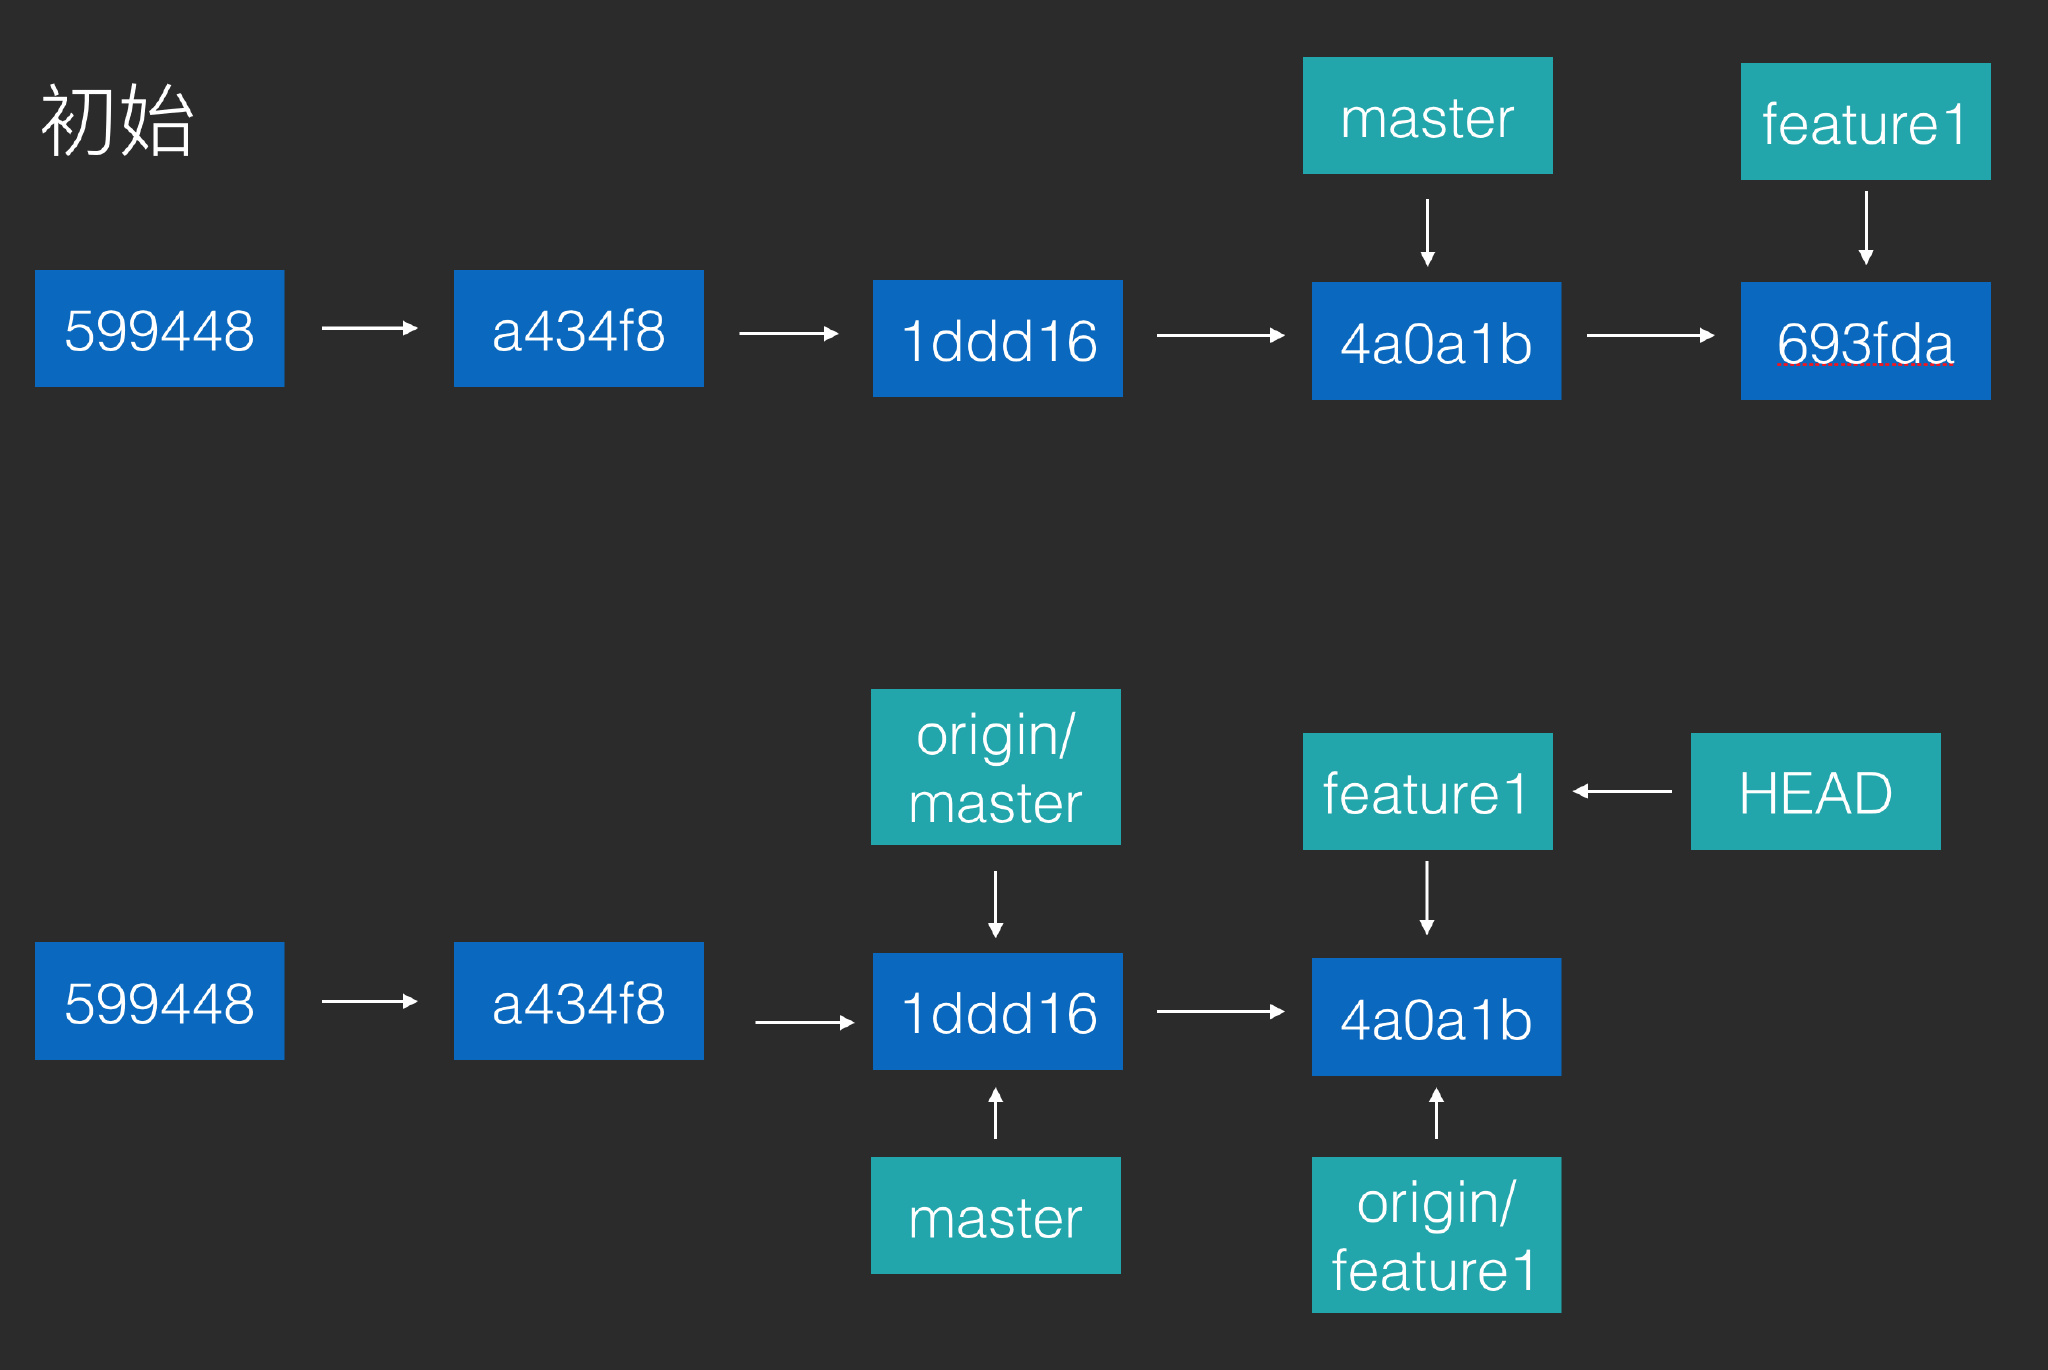 初始
master
feature1
599448
a434f8
1ddd16
4a0a1b
693fda
origin/
master
feature1
HEAD
599448
a434f8
1ddd16
4a0a1b
master
origin/
feature1